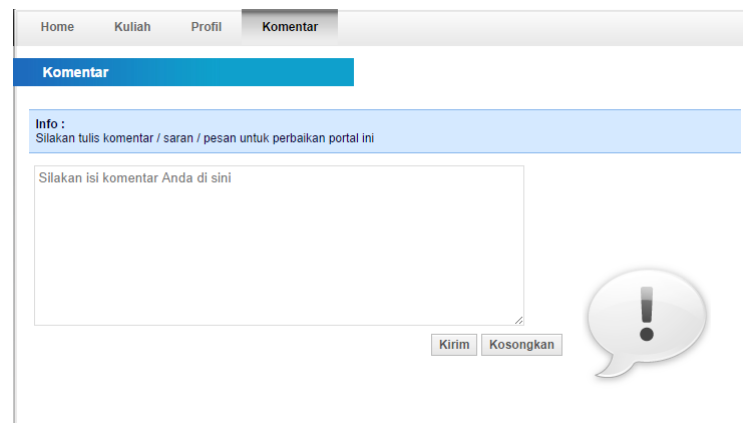 Home Kuliah Profil Komentar
Komentar
Info :
Silakan tulis komentar / saran / pesan untuk perbaikan portal ini
Silakan isi komentar Anda di sini
Kirim Kosongkan